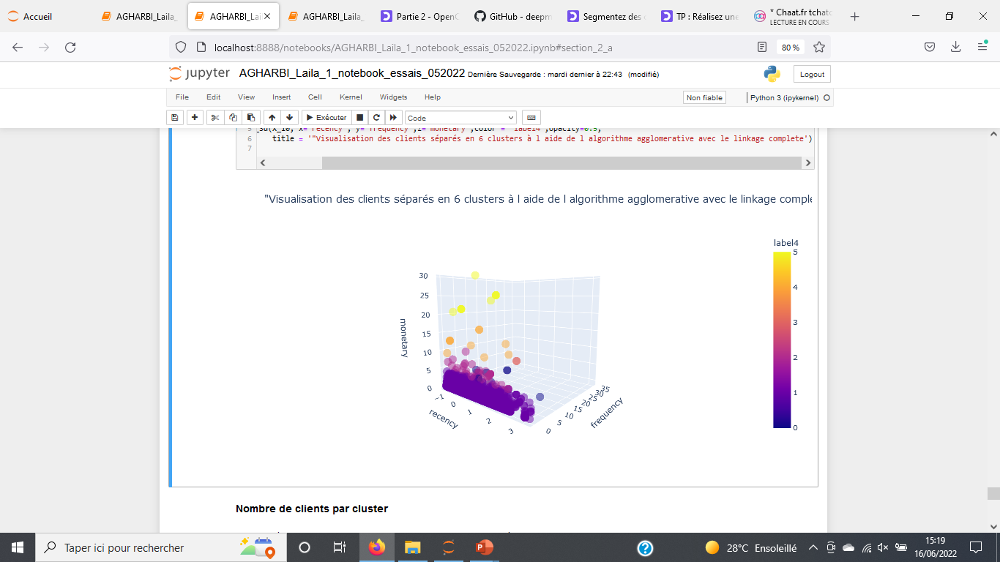 Accueil
AGHARBI_Laila_
AGHARBI_Lai
AGHARBI_Laila_
Partie 2 - OpenC
GitHub - deepm
Segmentez des
TP : Réalisez une
* Chaat.fr tchatc
LECTURE EN COURS
localhost:8888/notebooks/AGHARBI_Laila_1_notebook_essais_052022.ipynb#section_2_a
80 %
jupyter AGHARBI_Laila_1_notebook_essais_052022 Dernière Sauvegarde : mardi dernier à 22:43 (modifié)
Logout
File Edit View Insert Cell Kernel Widgets Help
Non fiable
Python 3 (ipykernel)
Exécuter
Code
5 _3d(X_10, x='recency', y='frequency',z='monetary',color = 'label4',opacity=0.5,
6 title = '"Visualisation des clients séparés en 6 clusters à l aide de l algorithme agglomerative avec le linkage complete')
7
"Visualisation des clients séparés en 6 clusters à l aide de l algorithme agglomerative avec le linkage comple
label4
5
4
3
2
1
0
30
25
20
15
10
5
0
monetary
−1
0
1
2
3
recency
0
5
10
15
20
25
30
35
frequency
Nombre de clients par cluster
Taper ici pour rechercher
28°C Ensoleillé
15:19
16/06/2022